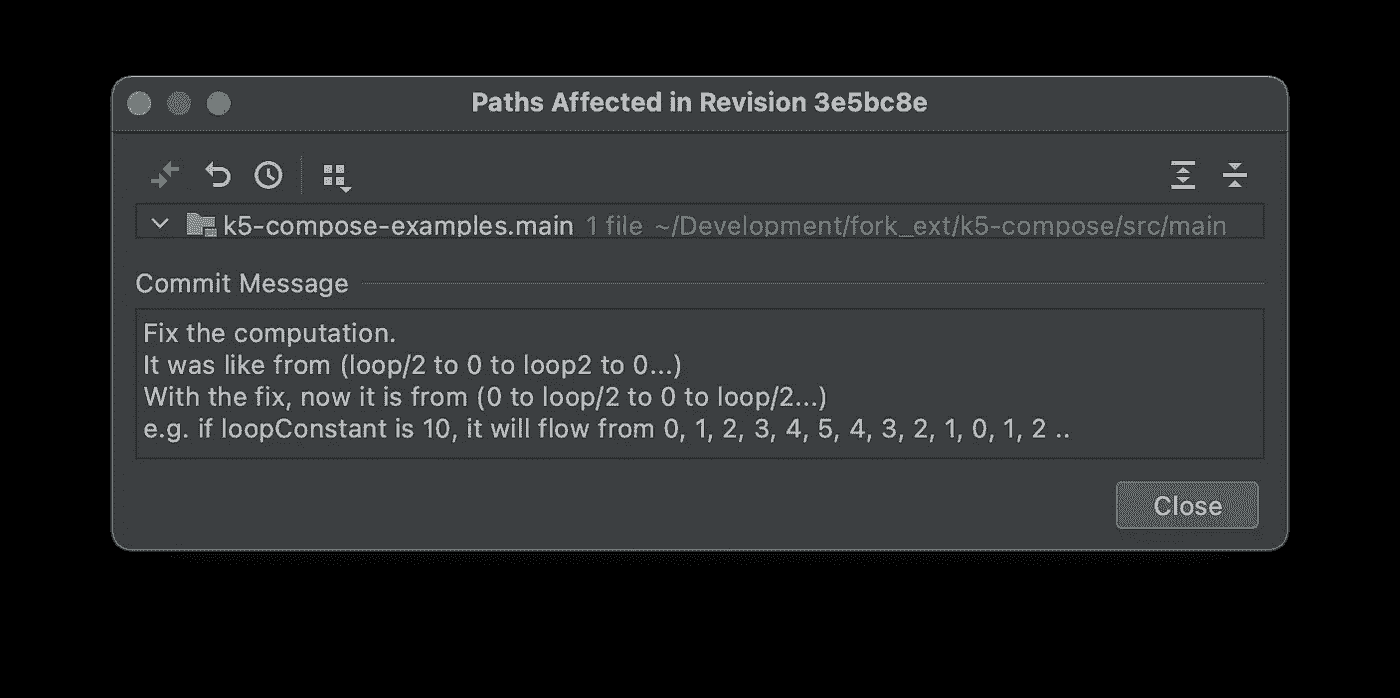 Paths Affected in Revision 3e5bc8e
k5-compose-examples.main 1 file ~/Development/fork_ext/k5-compose/src/main
Commit Message
Fix the computation.
It was like from (loop/2 to 0 to loop2 to 0...)
With the fix, now it is from (0 to loop/2 to 0 to loop/2...)
e.g. if loopConstant is 10, it will flow from 0, 1, 2, 3, 4, 5, 4, 3, 2, 1, 0, 1, 2 ..
Close